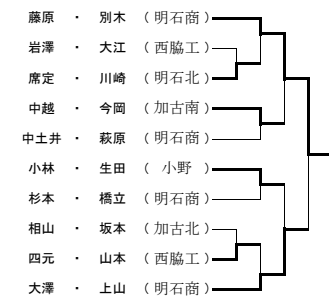 藤原 ・ 別木 （ 明石商 ）
岩澤 ・ 大江 （ 西脇工 ）
席定 ・ 川崎 （ 明石北 ）
中越 ・ 今岡 （ 加古南 ）
中土井 ・ 萩原 （ 明石商 ）
小林 ・ 生田 （ 小野 ）
杉本 ・ 橋立 （ 明石商 ）
相山 ・ 坂本 （ 加古北 ）
四元 ・ 山本 （ 西脇工 ）
大澤 ・ 上山 （ 明石商 ）